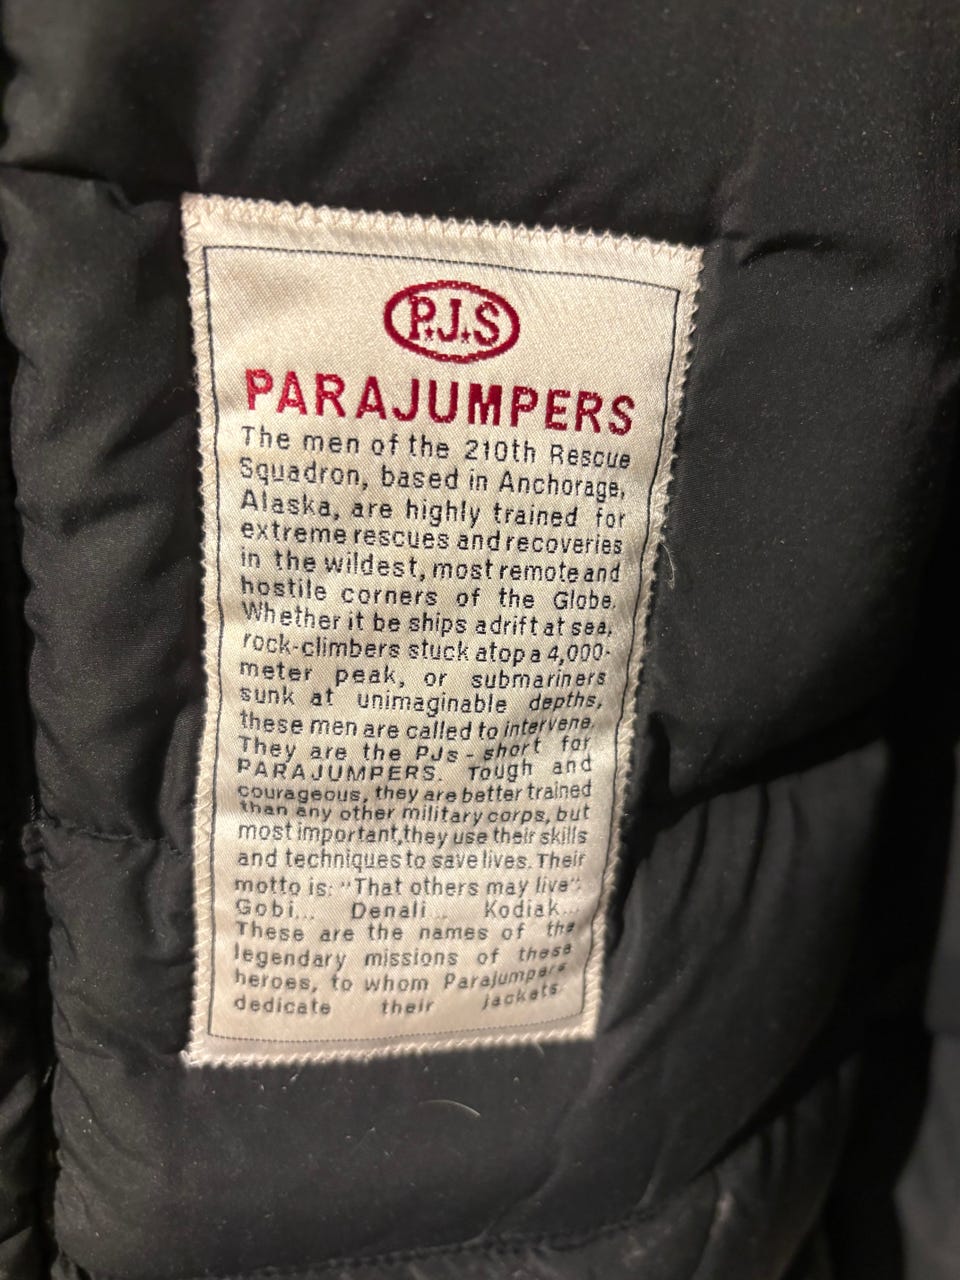 P.J.S
PARAJUMPERS
The men of the 210th Rescue
Squadron, based in Anchorage,
Alaska, are highly trained for
extreme rescues and recoveries
in the wildest, most remote and
hostile corners of the Globe.
Whether it be ships adrift at sea,
rock-climbers stuck atop a 4,000-
meter peak, or submariners
sunk at unimaginable depths,
these men are called to intervene.
They are the PJs - short for
PARAJUMPERS. Tough and
courageous, they are better trained
than any other military corps, but
most important, they use their skills
and techniques to save lives. Their
motto is: "That others may live".
Gobi... Denali... Kodiak...
These are the names of the
legendary missions of these
heroes, to whom Parajumpers
dedicate their jackets.